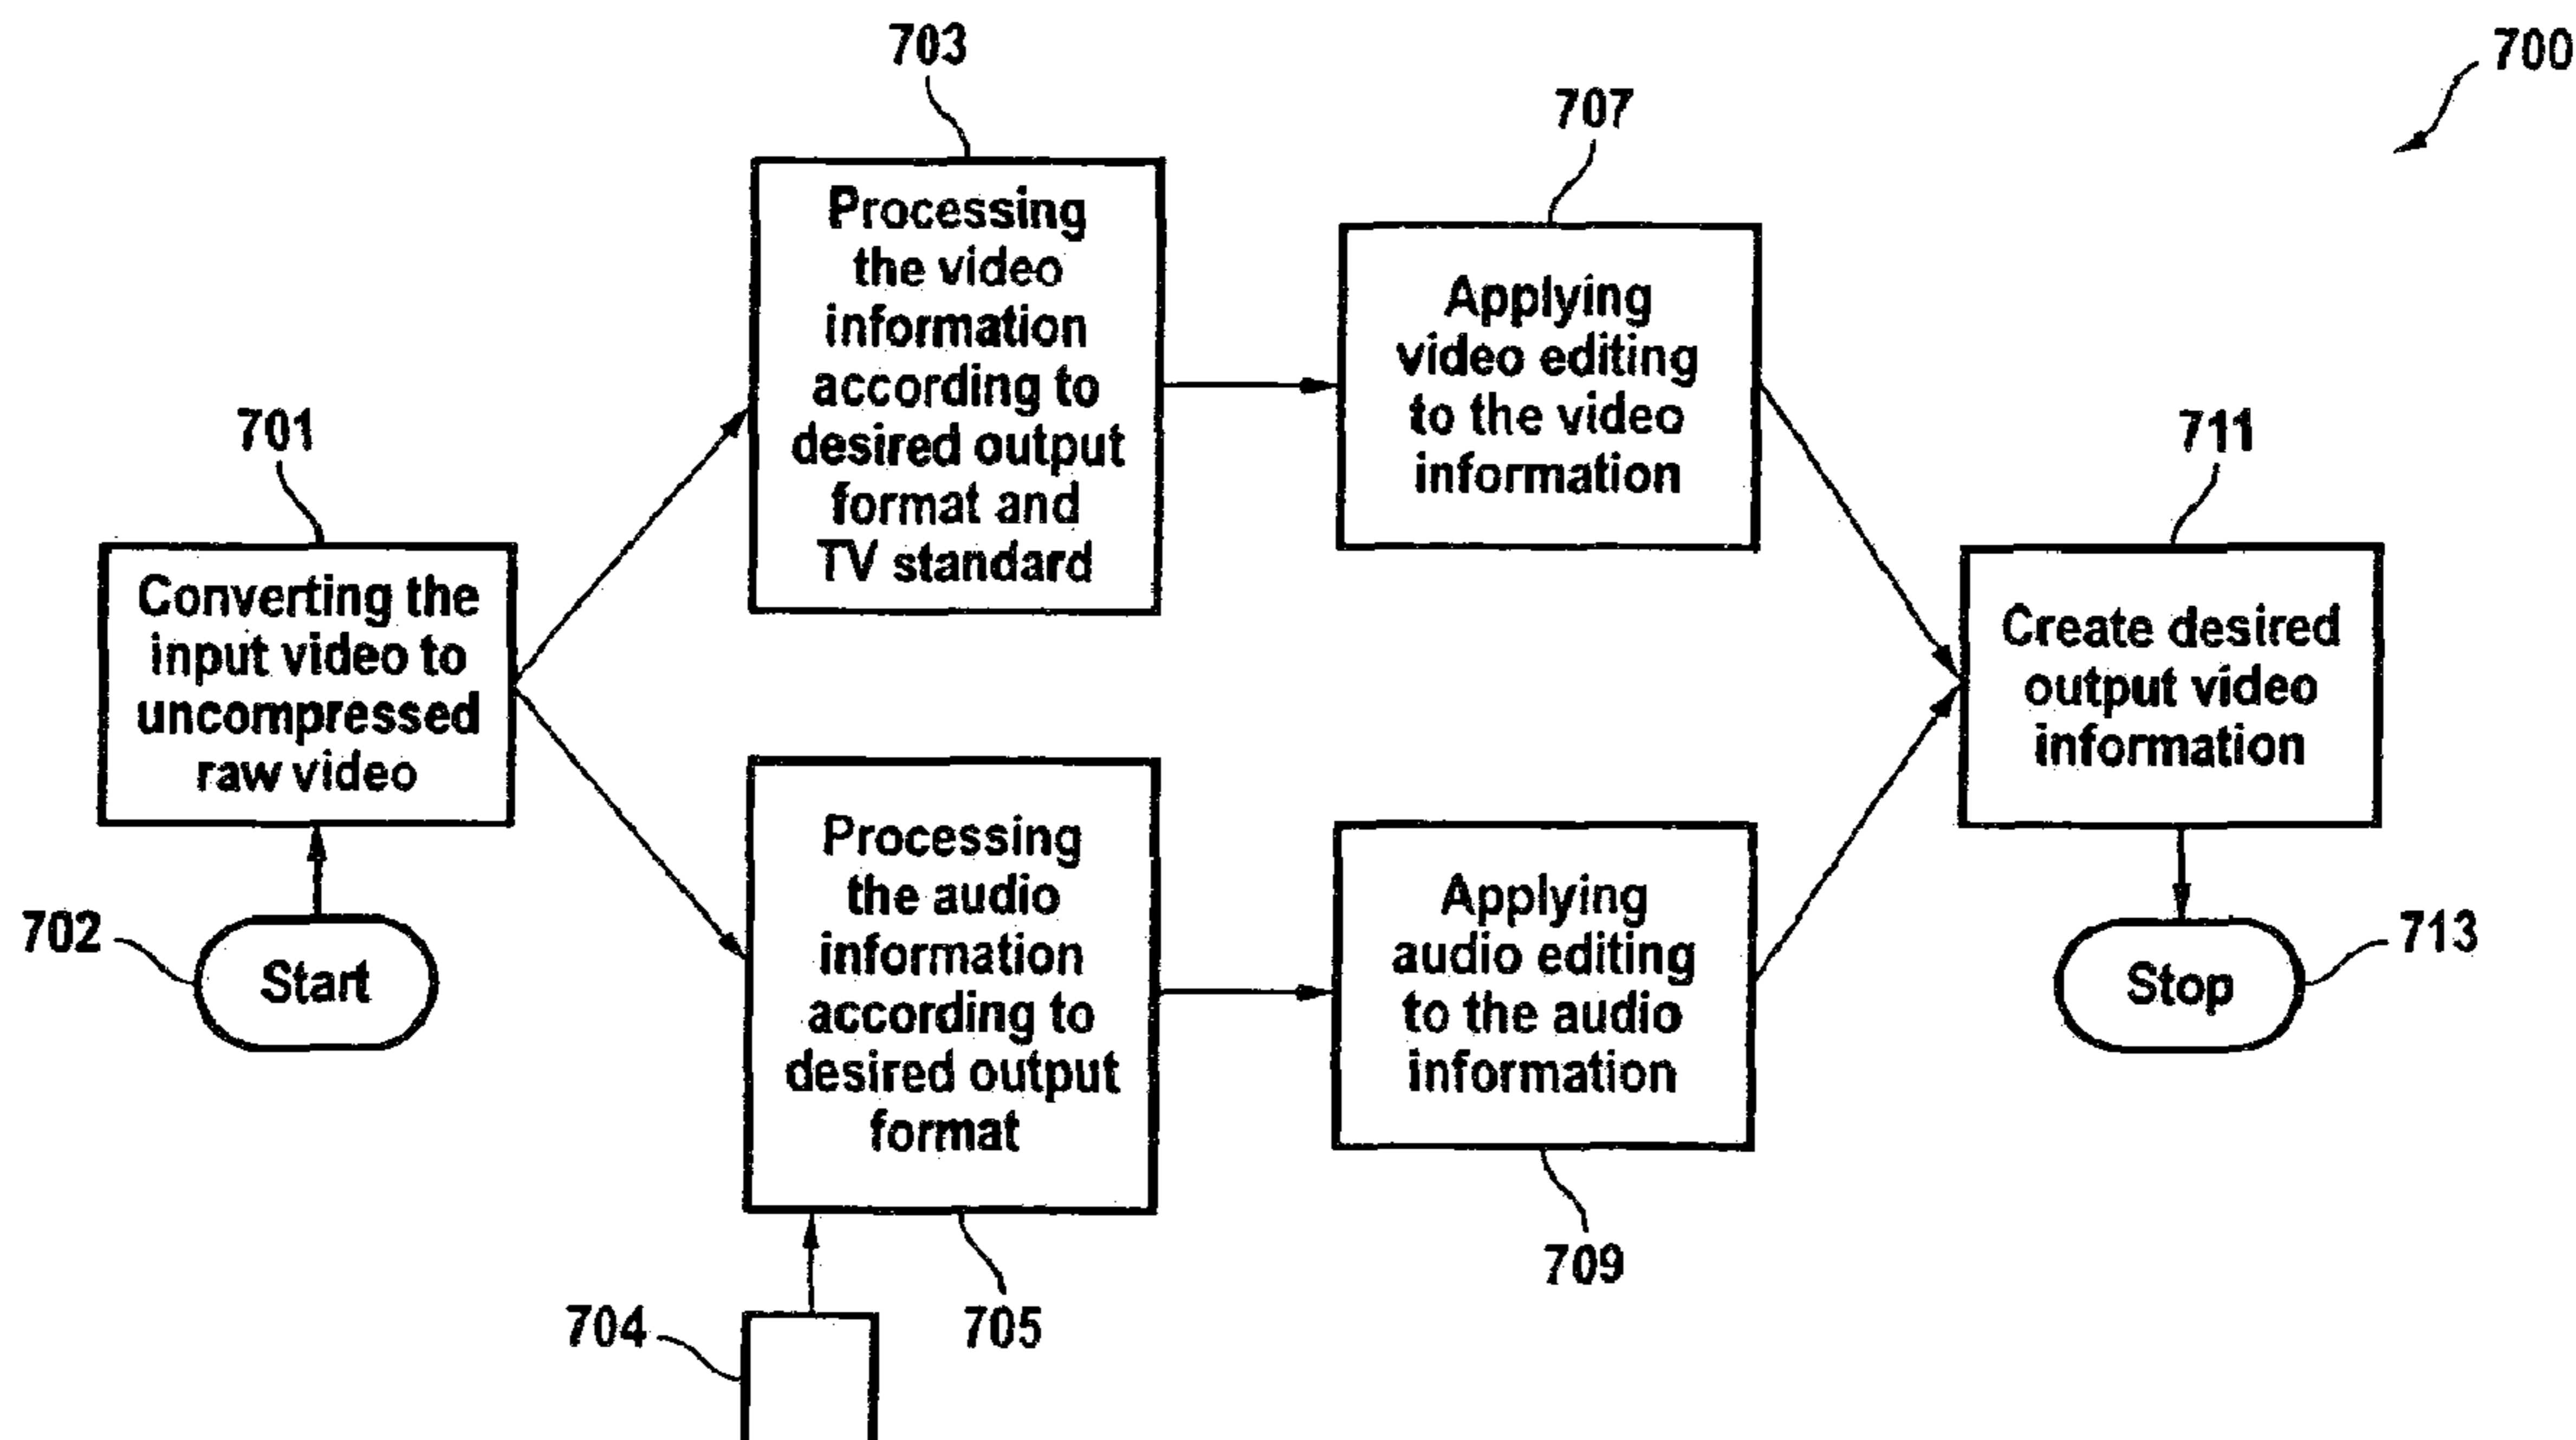 700
703
Processing
the video
information
according to
desired output
format and
TV standard
707
Applying
video editing
to the video
information
701
Converting the
input video to
uncompressed
raw video
702
Start
711
Create desired
output video
information
713
Stop
Processing
the audio
information
according to
desired output
format
705
704
Applying
audio editing
to the audio
information
709